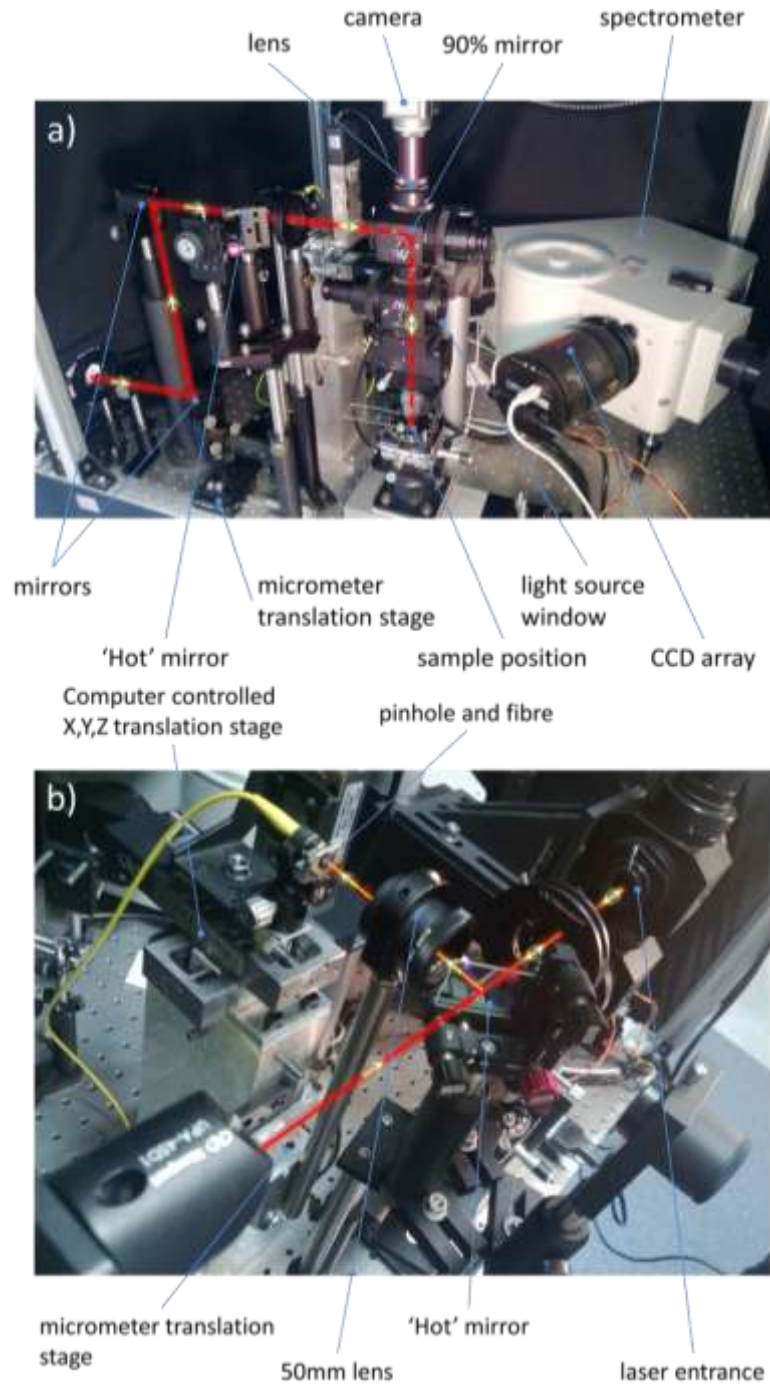 camera
spectrometer
lens
90% mirror
a)
mirrors
micrometer
translation stage
light source
window
'Hot' mirror
sample position
CCD array
Computer controlled
X,Y,Z translation stage
pinhole and fibre
b)
micrometer translation
stage
'Hot' mirror
50mm lens
laser entrance